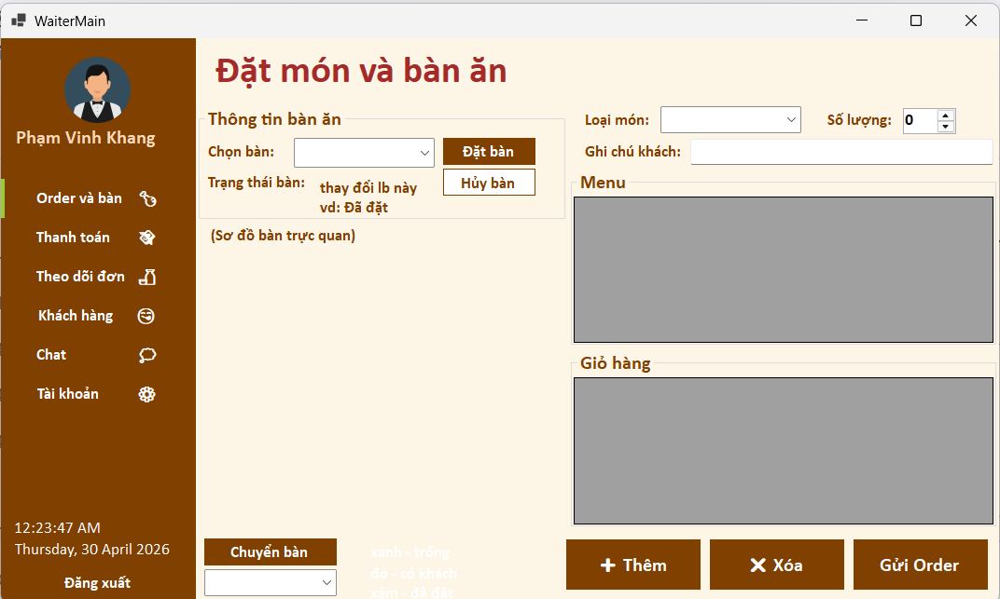 WaiterMain
Phạm Vinh Khang
Order và bàn
Thanh toán
Theo dõi đơn
Khách hàng
Chat
Tài khoản
12:23:47 AM
Thursday, 30 April 2026
Đăng xuất
Đặt món và bàn ăn
Thông tin bàn ăn
Chọn bàn:
Đặt bàn
Trạng thái bàn:
thay đổi lb này
vd: Đã đặt
Hủy bàn
(Sơ đồ bàn trực quan)
Chuyển bàn
xanh - trống
đỏ - có khách
xám - đã đặt
Loại món:
Số lượng:
0
Ghi chú khách:
Menu
Giỏ hàng
Thêm
Xóa
Gửi Order